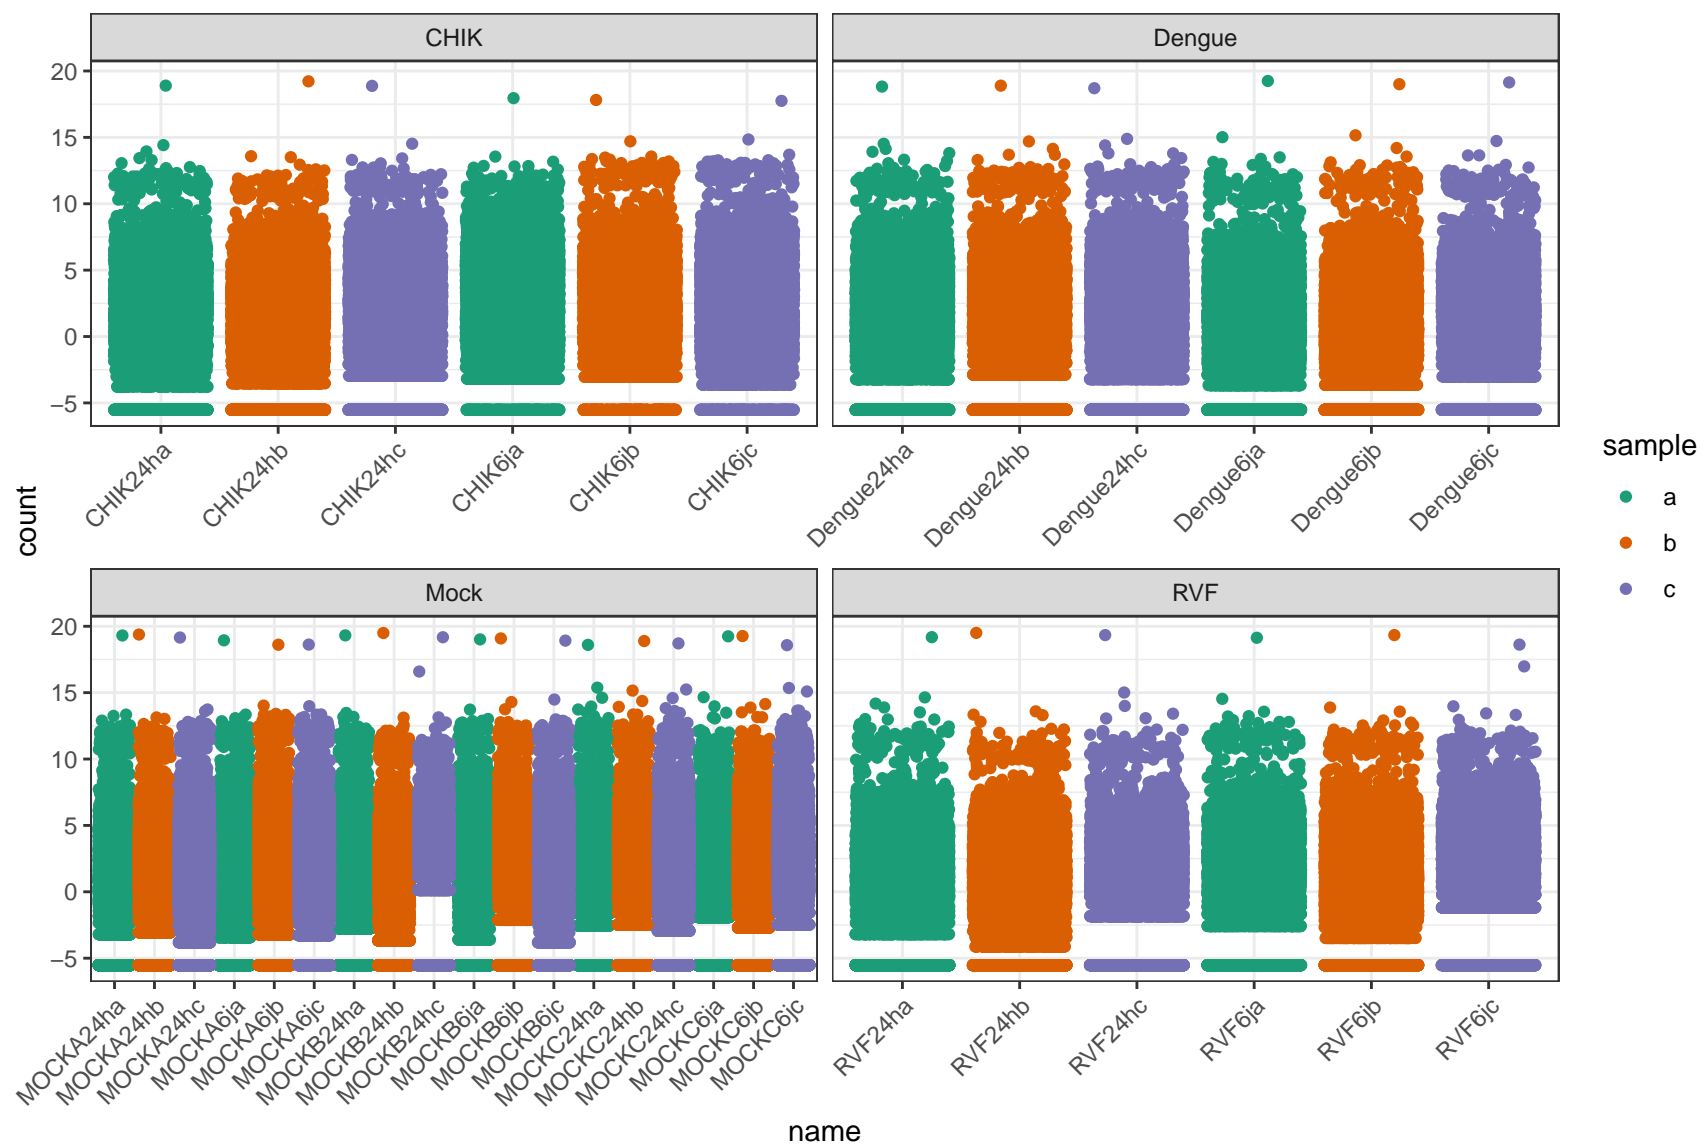 CHIK
Dengue
20
15
10
5
0
−5
CHIK24ha
CHIK24hb
CHIK24hc
CHIK6ja
CHIK6jb
CHIK6jc
Dengue24ha
Dengue24hb
Dengue24hc
Dengue6ja
Dengue6jb
Dengue6jc
count
sample
a
b
c
Mock
RVF
20
15
10
5
0
−5
MOCKA24ha
MOCKA24hb
MOCKA24hc
MOCKA6ja
MOCKA6jb
MOCKA6jc
MOCKB24ha
MOCKB24hb
MOCKB24hc
MOCKB6ja
MOCKB6jb
MOCKB6jc
MOCKC24ha
MOCKC24hb
MOCKC24hc
MOCKC6ja
MOCKC6jb
MOCKC6jc
RVF24ha
RVF24hb
RVF24hc
RVF6ja
RVF6jb
RVF6jc
name